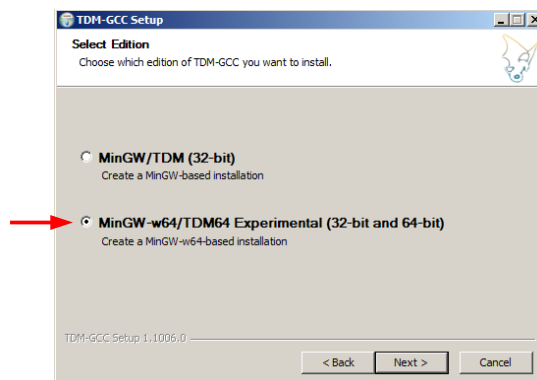 TDM-GCC Setup
Select Edition
Choose which edition of TDM-GCC you want to install.
MinGW/TDM (32-bit)
Create a MinGW-based installation
MinGW-w64/TDM64 Experimental (32-bit and 64-bit)
Create a MinGW-w64-based installation
TDM-GCC Setup 1.1006.0
< Back Next > Cancel